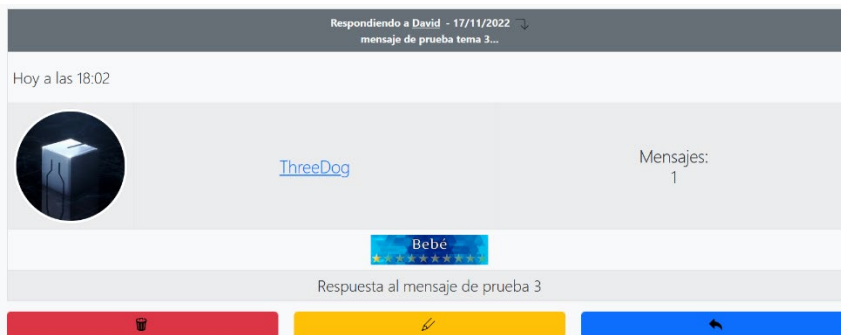 Respondiendo a David - 17/11/2022
mensaje de prueba tema 3...
Hoy a las 18:02
ThreeDog
Mensajes:
1
Bebé
Respuesta al mensaje de prueba 3